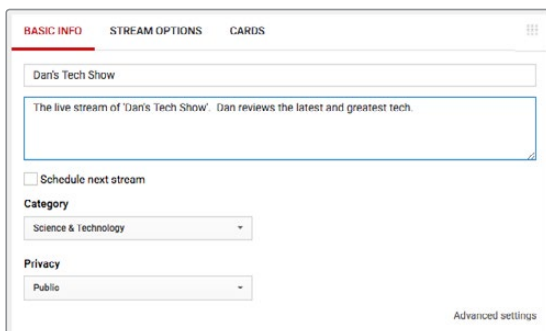 BASIC INFO STREAM OPTIONS CARDS
Dan's Tech Show
The live stream of 'Dan's Tech Show'. Dan reviews the latest and greatest tech.
Schedule next stream
Category
Science & Technology
Privacy
Public
Advanced settings